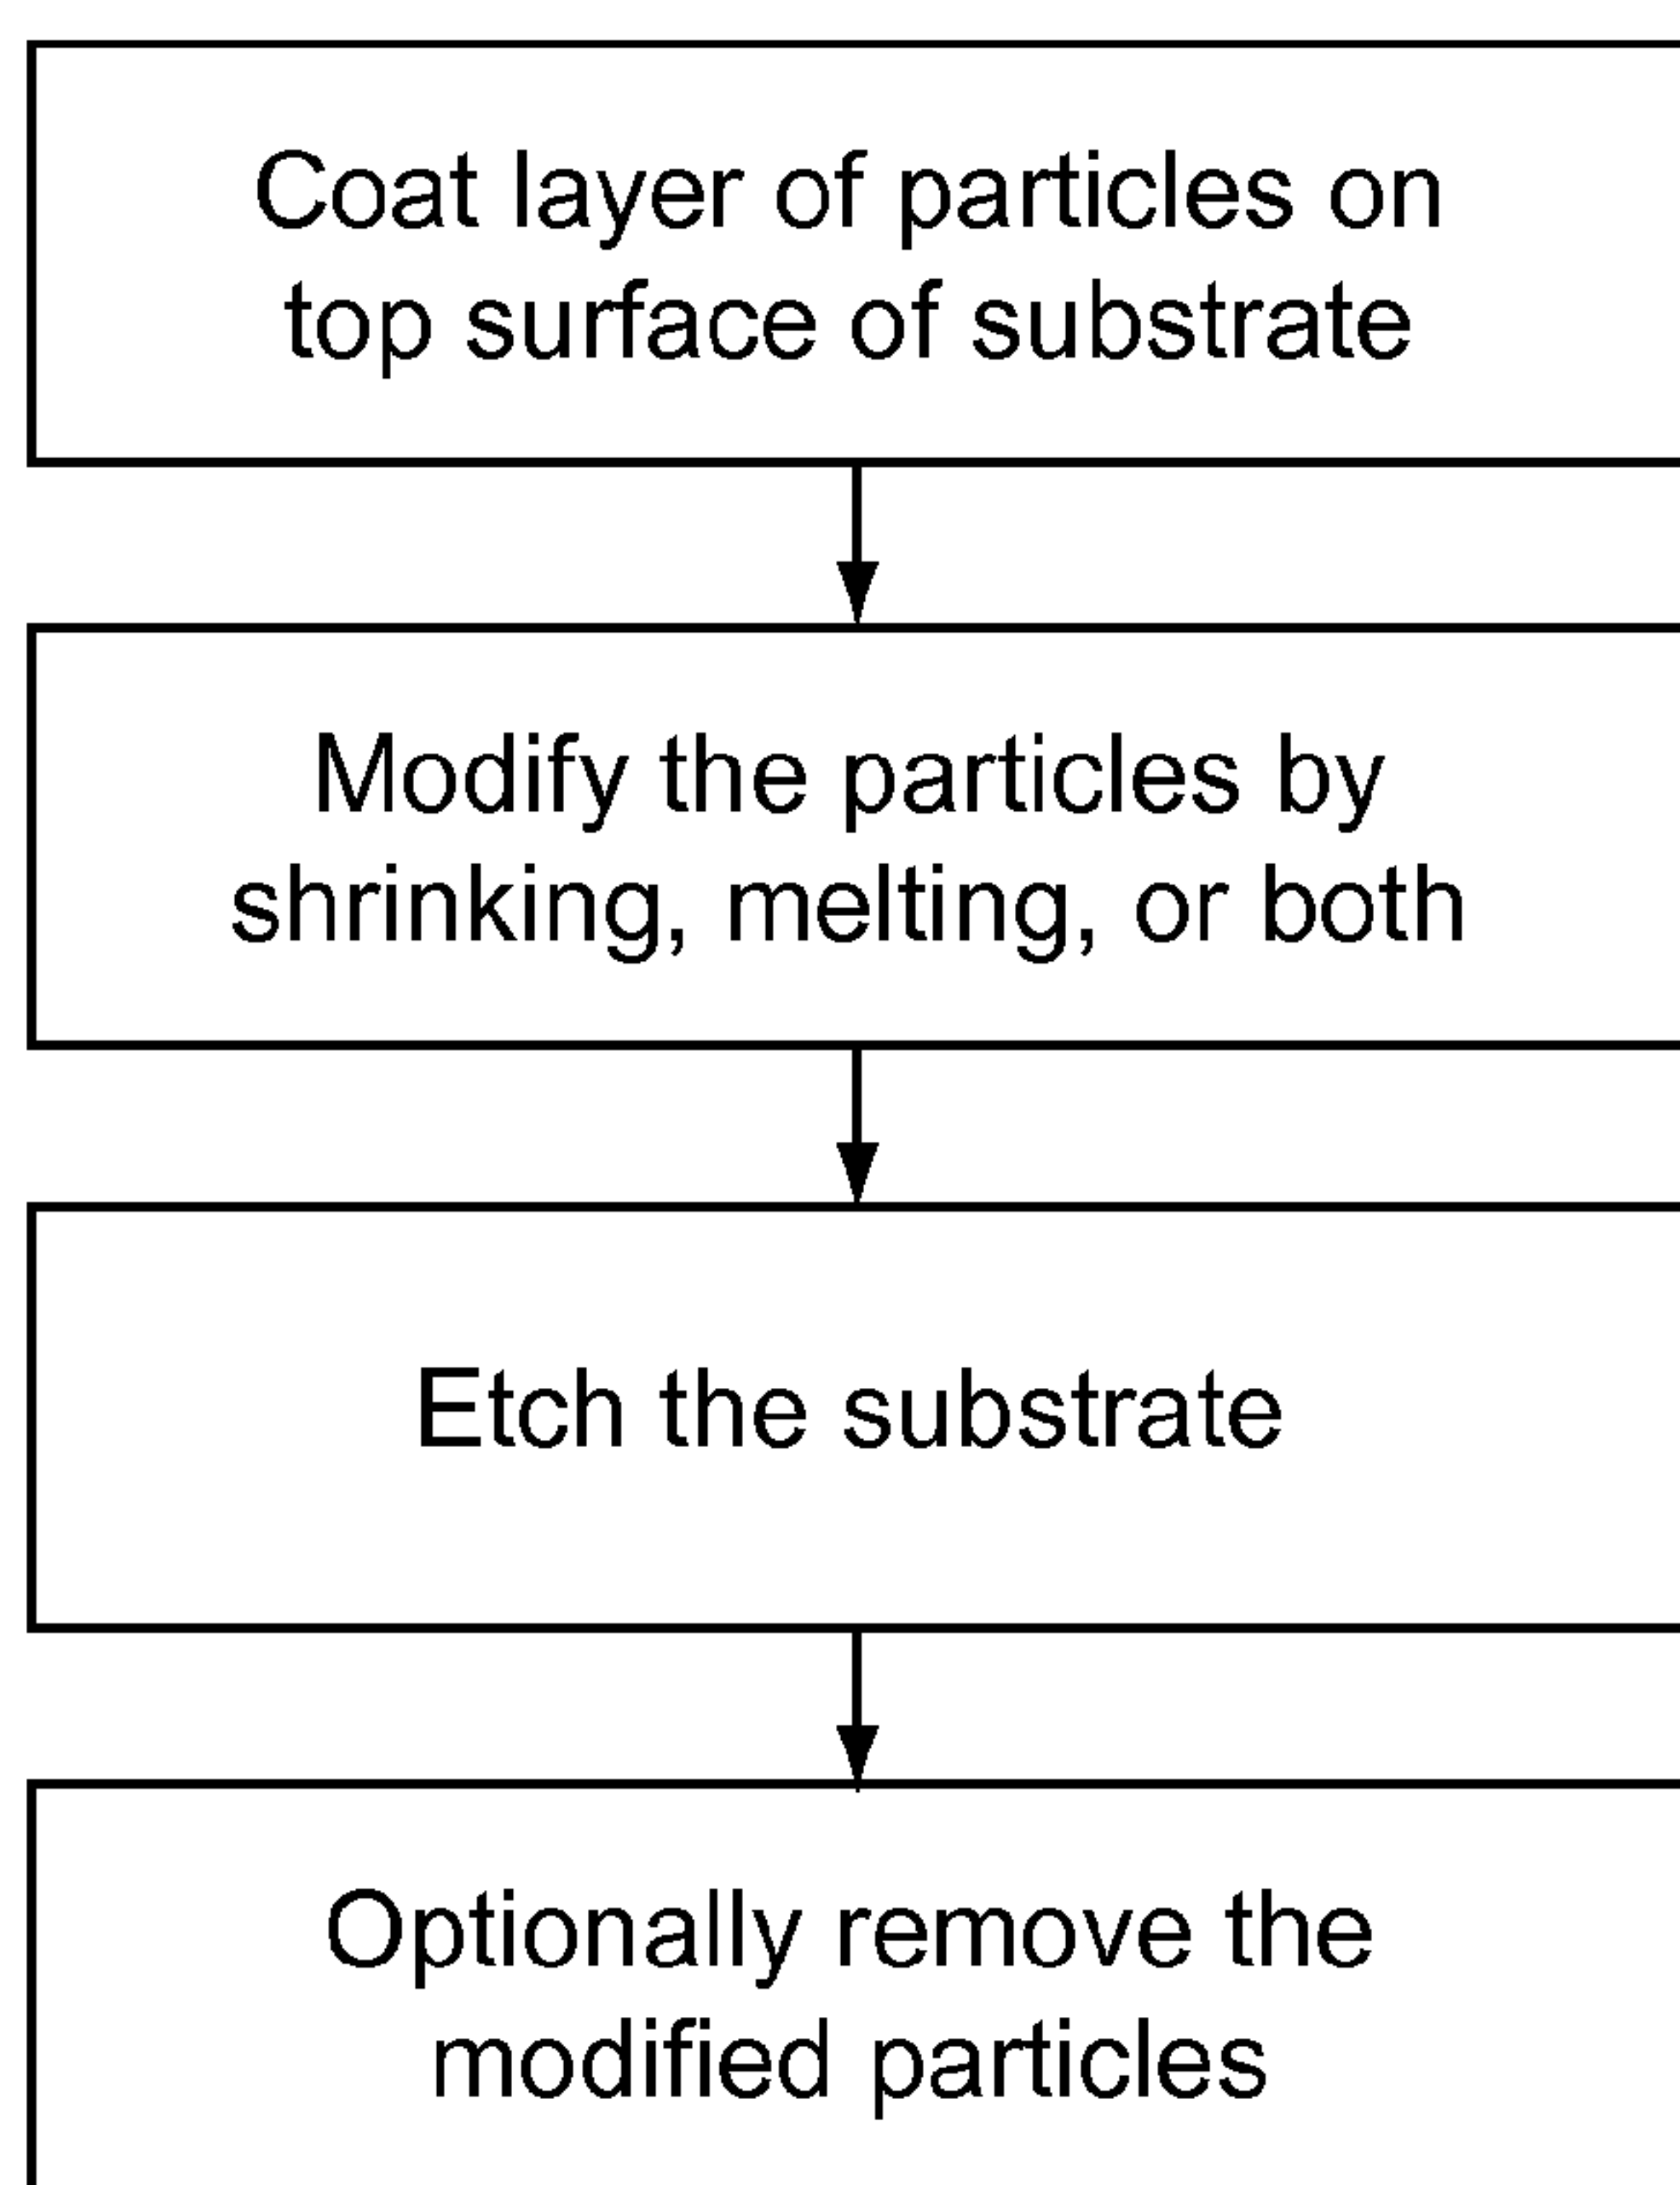 Coat layer of particles on
top surface of substrate
Modify the particles by
shrinking, melting, or both
Etch the substrate
Optionally remove the
modified particles